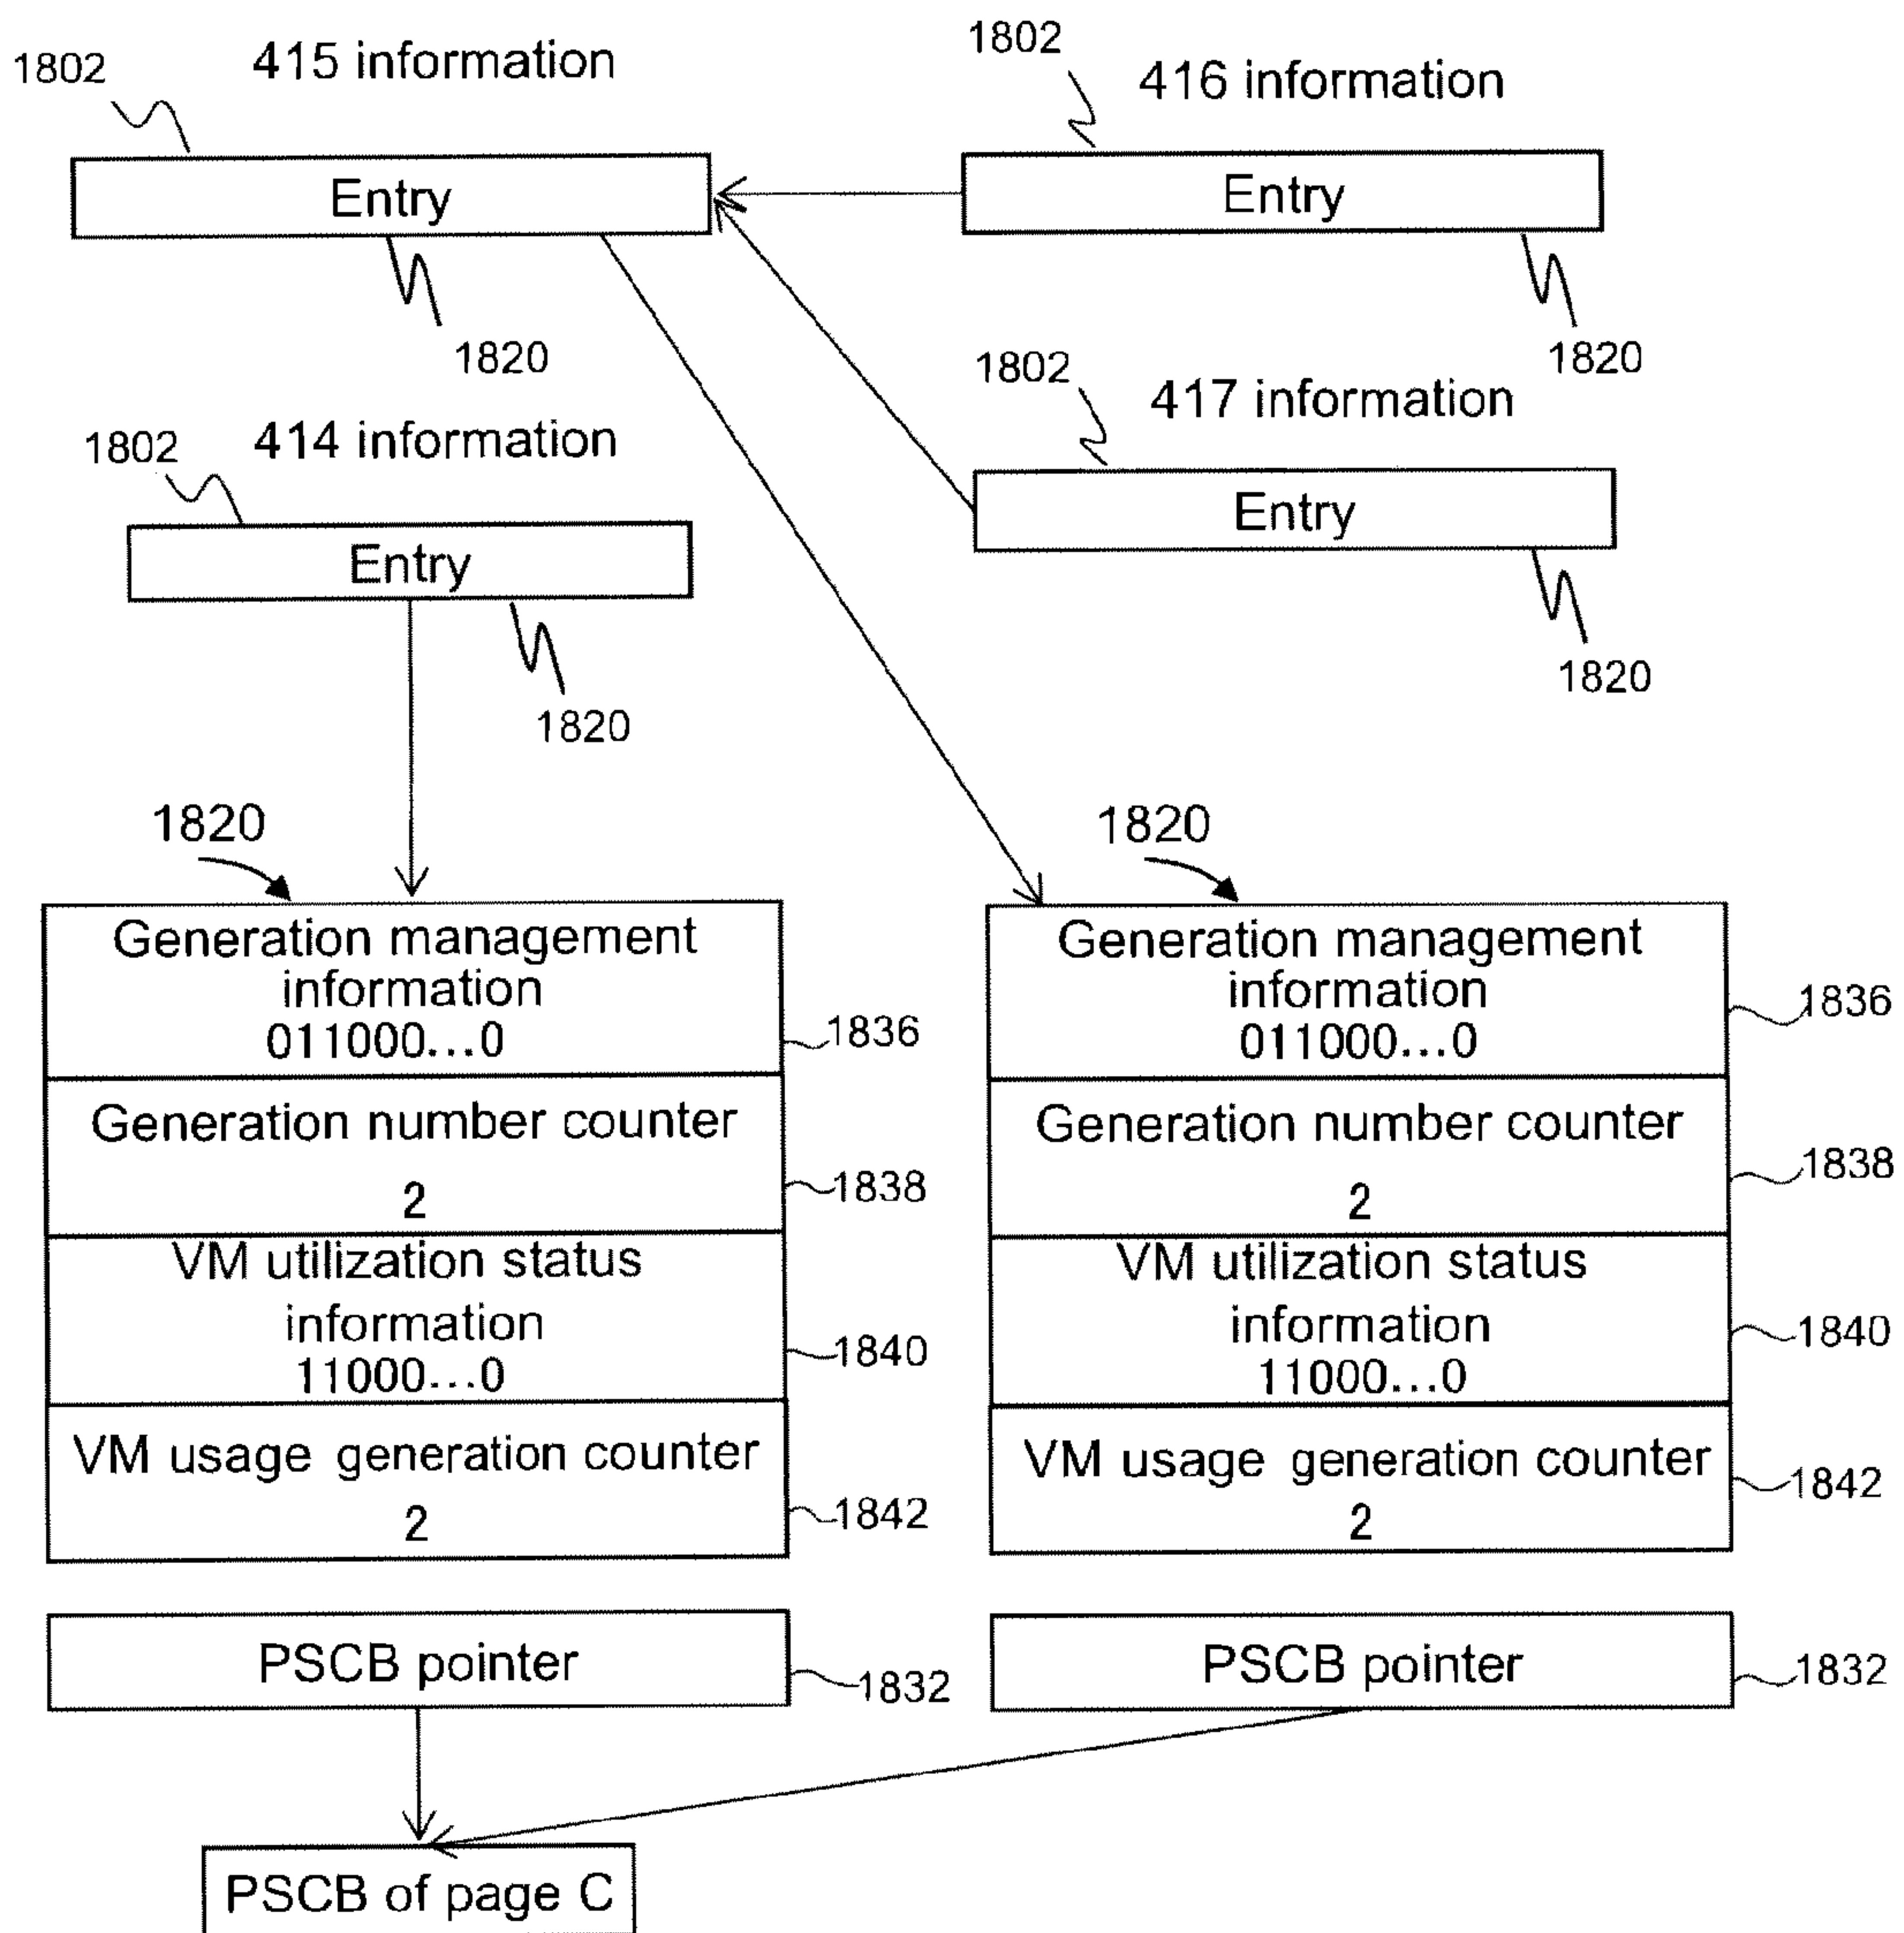 1802
415 information
1802
416 information
Entry
Entry
1820
1820
1802
417 information
1802
414 information
Entry
Entry
1820
1820
1820
1820
Generation management
information
011000...0
1836
Generation number counter
2
1838
VM utilization status
information
11000...0
1840
VM usage generation counter
2
1842
Generation management
information
011000...0
1836
Generation number counter
2
1838
VM utilization status
information
11000...0
1840
VM usage generation counter
2
1842
PSCB pointer
1832
PSCB pointer
1832
PSCB of page C